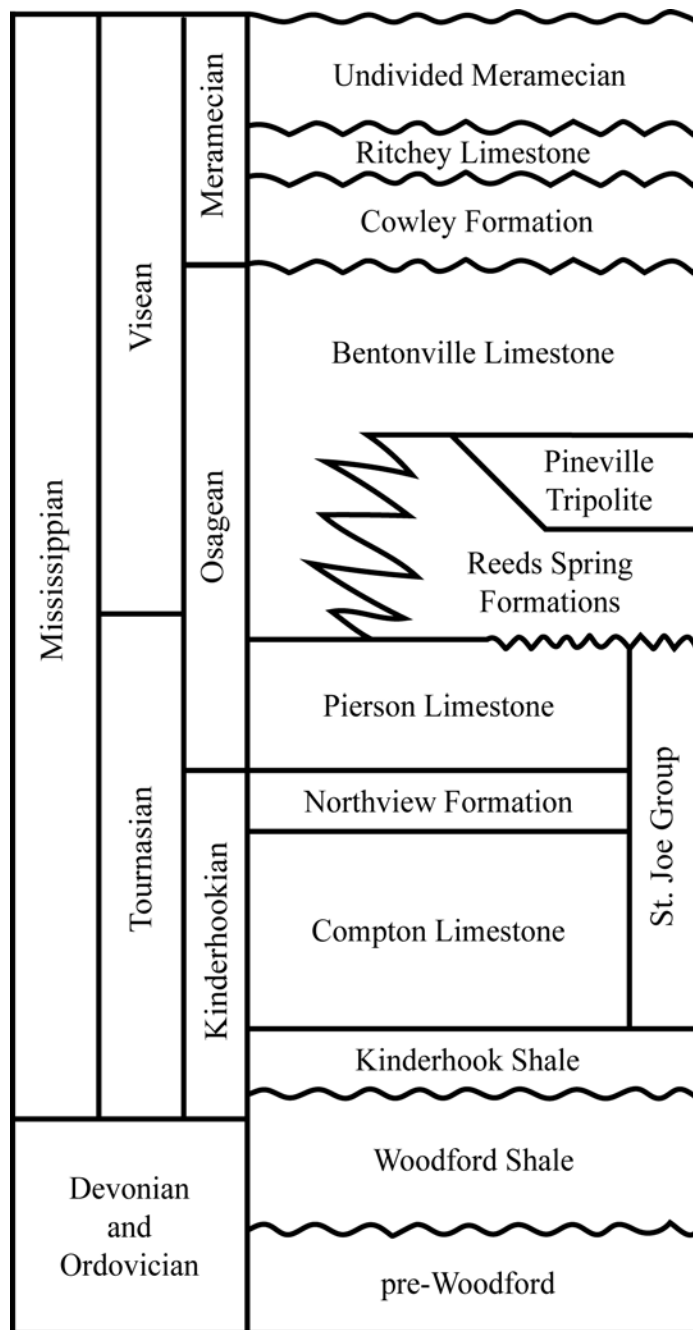 Mississippian
Visean
Tournasian
Meramecian
Osagean
Kinderhookian
Undivided Meramecian
Ritchey Limestone
Cowley Formation
Bentonville Limestone
Pineville
Tripolite
Reeds Spring
Formations
Pierson Limestone
Northview Formation
Compton Limestone
St. Joe Group
Kinderhook Shale
Devonian
and
Ordovician
Woodford Shale
pre-Woodford